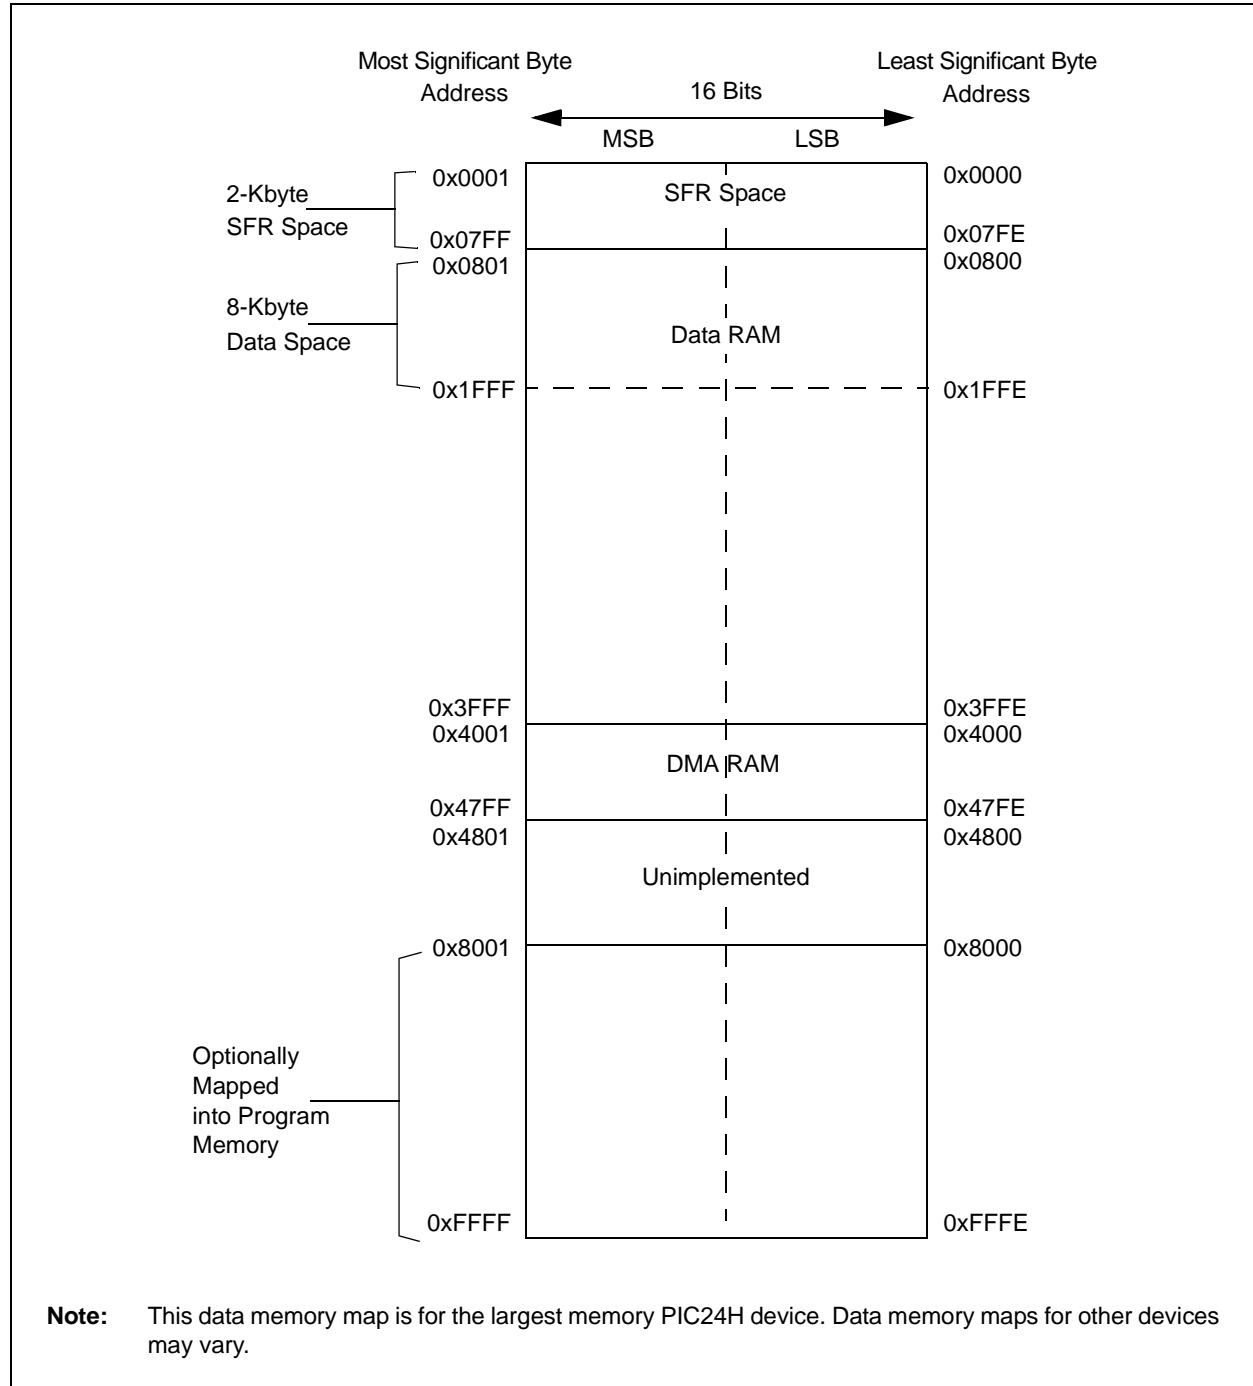 Most Significant Byte
Address
16 Bits
Least Significant Byte
Address
MSB
LSB
2-Kbyte
SFR Space
0x0001
SFR Space
0x0000
0x07FF
0x07FE
0x0801
0x0800
8-Kbyte
Data Space
Data RAM
0x1FFF
0x1FFE
0x3FFF
0x3FFE
0x4001
0x4000
DMA RAM
0x47FF
0x47FE
0x4801
0x4800
Unimplemented
0x8001
0x8000
Optionally
Mapped
into Program
Memory
0xFFFF
0xFFFE
Note: This data memory map is for the largest memory PIC24H device. Data memory maps for other devices
may vary.